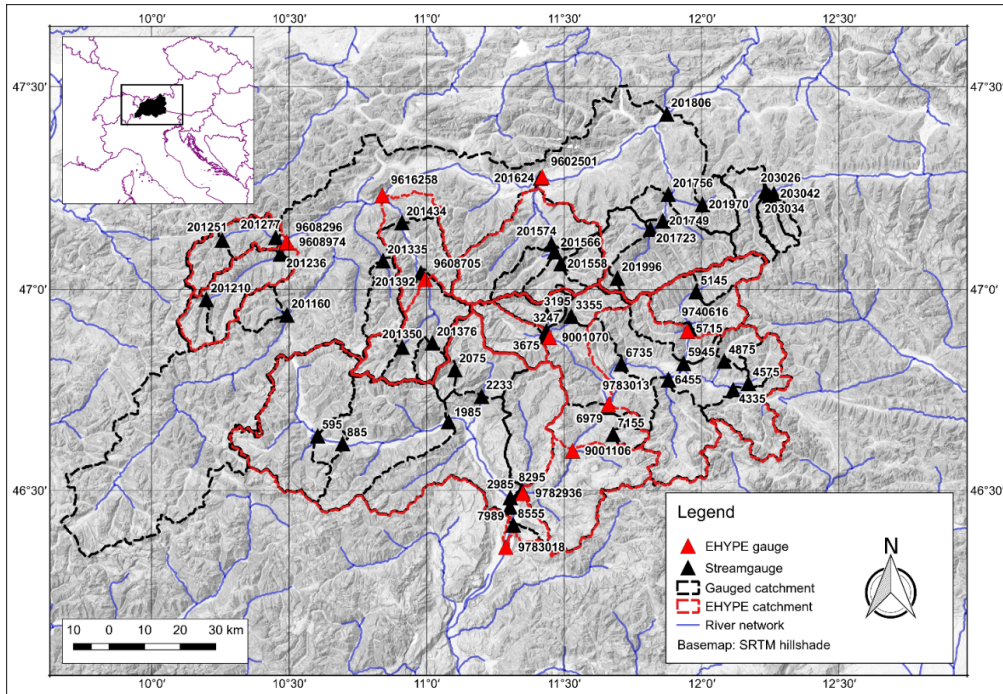 10°0' 10°30' 11°0' 11°30' 12°0' 12°30'
47°30' 47°30'
201806
9602501
9616258 201624 201756 203026
203042
201434 201970 203034
201277 9608296 201749
201251 9608974 201574 201566 201723
201335 9608705 201558
201236 201996
47°0' 201392 5145 47°0'
201210 3195 3355 9740616
201160 3247 5715
201350 201376 3675 9001070
2075 6735 5945 4875
2233 9783013 6455 4575
1985 6979 4335
595 885 7155
9001106
46°30' 2985 8295 46°30'
9782936
7989 8555
9783018
Legend
EHYPE gauge
Streamgauge
Gauged catchment
EHYPE catchment
River network
Basemap: SRTM hillshade
N
10 0 10 20 30 km
10°0' 10°30' 11°0' 11°30' 12°0' 12°30'